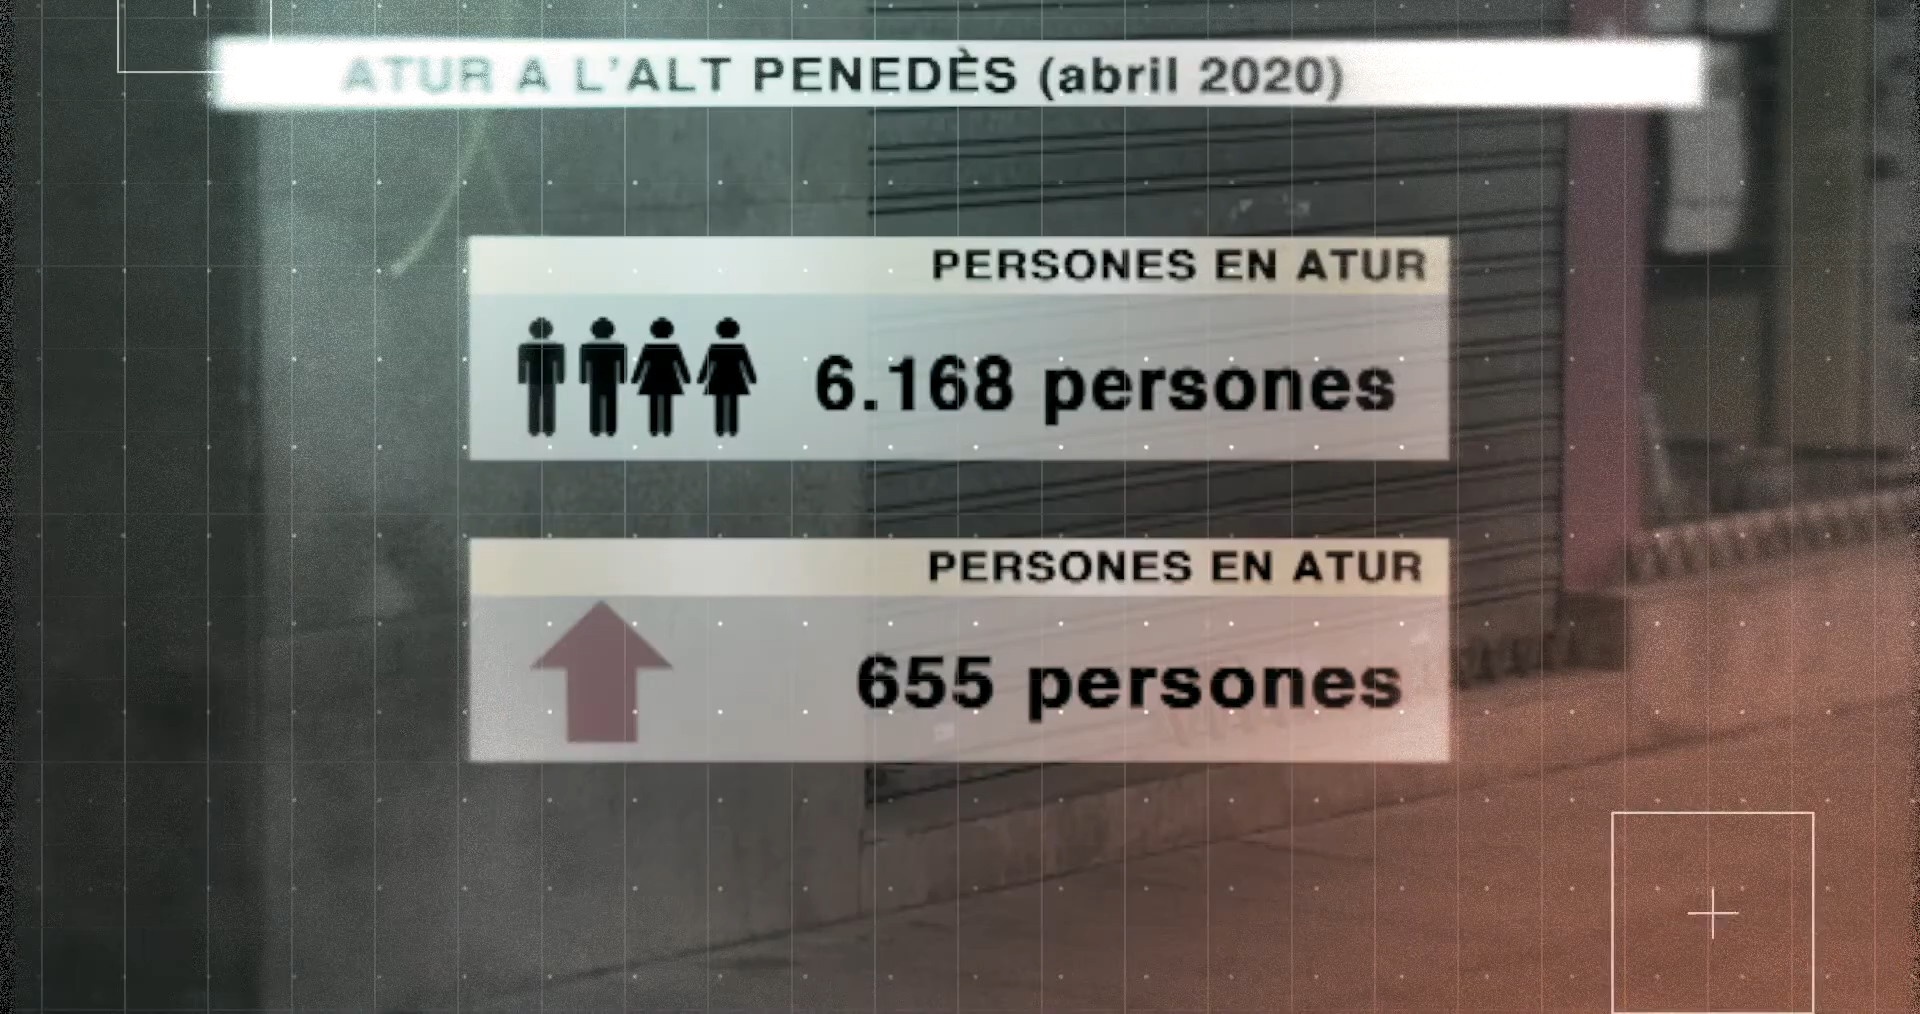 ATUR A L'ALT PENEDÈS (abril 2020)
PERSONES EN ATUR
6.168 persones
PERSONES EN ATUR
655 persones